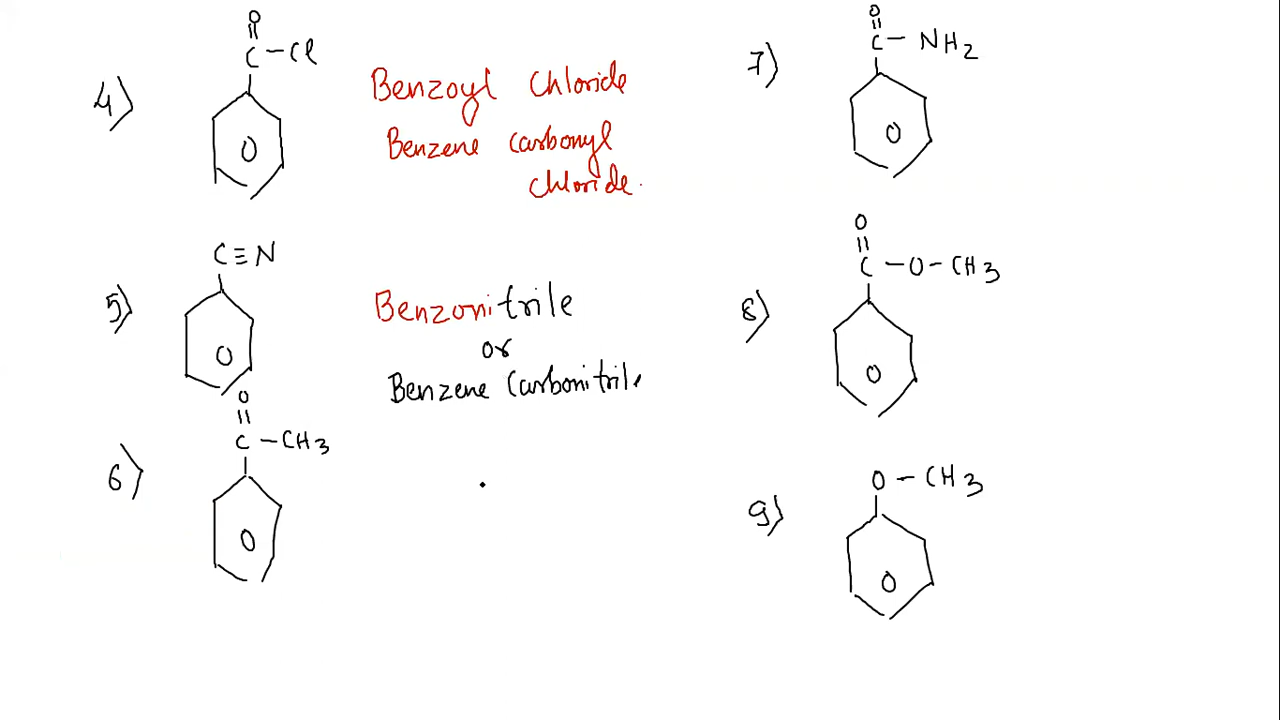 4)
O
C - Cl
Benzoyl Chloride
Benzene carbonyl
chloride
5)
C ≡ N
Benzonitrile
or
Benzene Carbonitrile
6)
O
C - CH3
7)
O
C - NH2
8)
O
C - O - CH3
9)
O - CH3